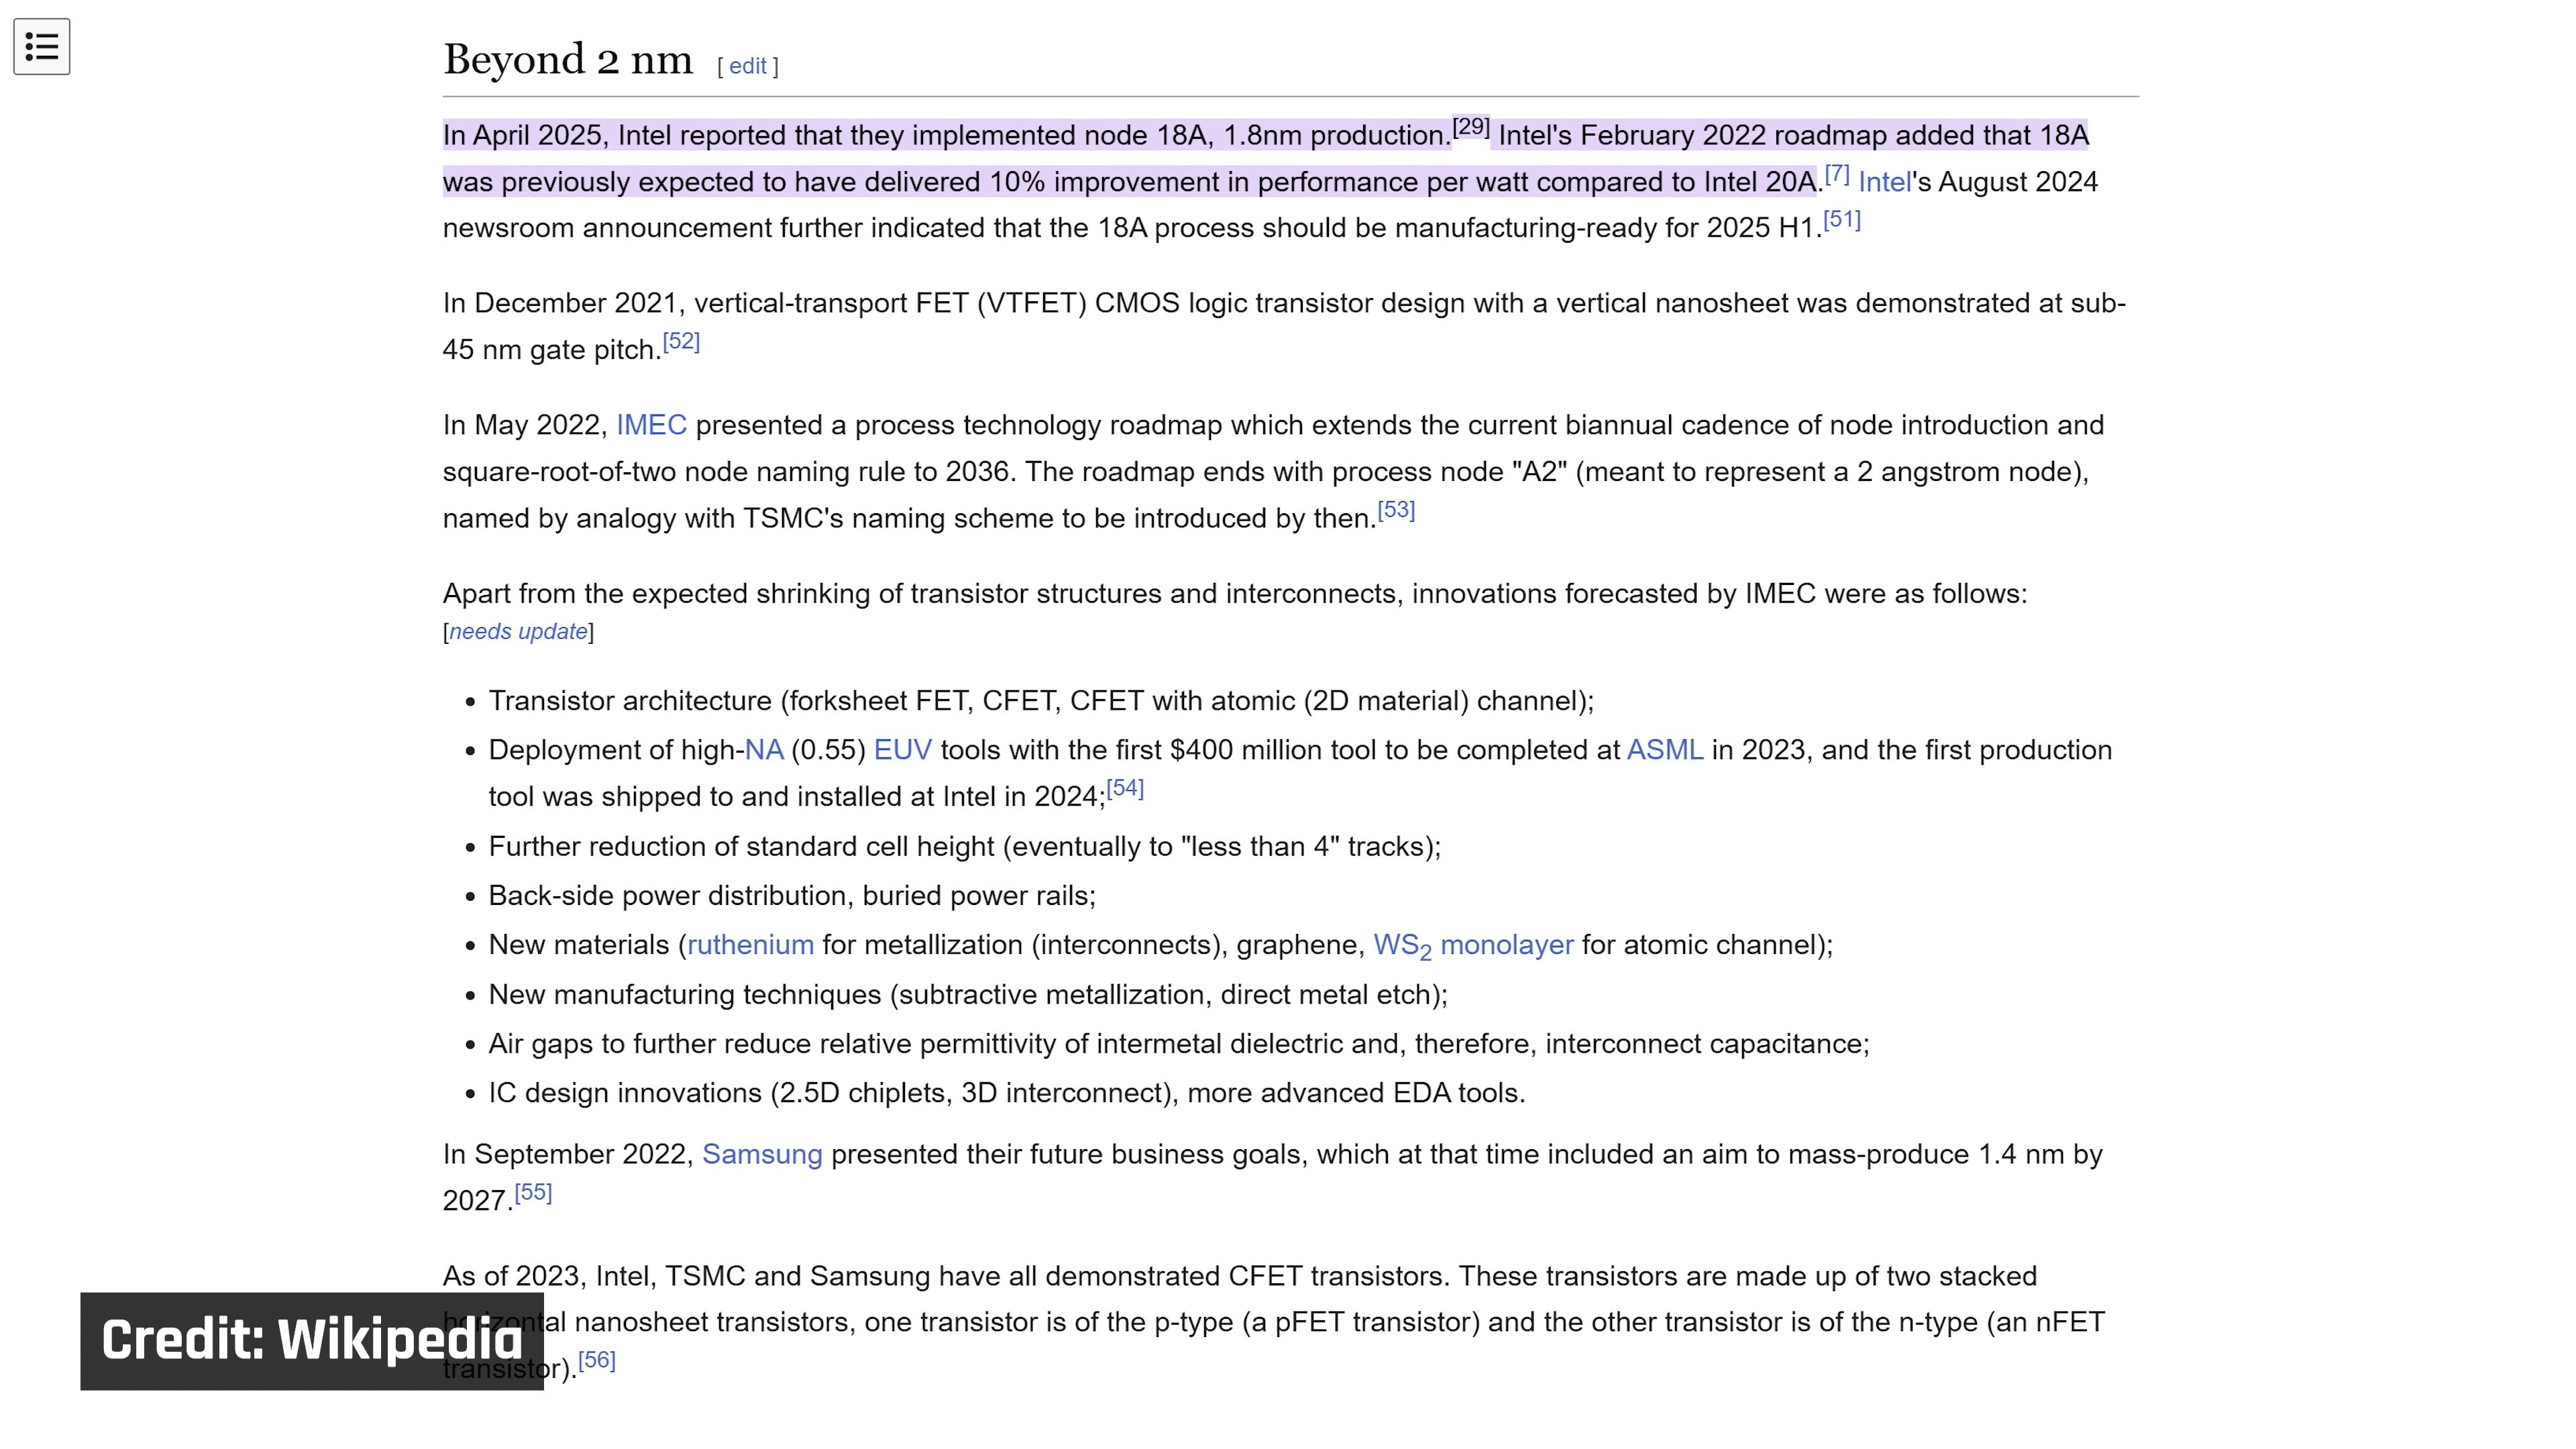 Beyond 2 nm [ edit ]
In April 2025, Intel reported that they implemented node 18A, 1.8nm production.[29] Intel's February 2022 roadmap added that 18A
was previously expected to have delivered 10% improvement in performance per watt compared to Intel 20A.[7] Intel's August 2024
newsroom announcement further indicated that the 18A process should be manufacturing-ready for 2025 H1.[51]
In December 2021, vertical-transport FET (VTFET) CMOS logic transistor design with a vertical nanosheet was demonstrated at sub-
45 nm gate pitch.[52]
In May 2022, IMEC presented a process technology roadmap which extends the current biannual cadence of node introduction and
square-root-of-two node naming rule to 2036. The roadmap ends with process node "A2" (meant to represent a 2 angstrom node),
named by analogy with TSMC's naming scheme to be introduced by then.[53]
Apart from the expected shrinking of transistor structures and interconnects, innovations forecasted by IMEC were as follows:
[needs update]
• Transistor architecture (forksheet FET, CFET, CFET with atomic (2D material) channel);
• Deployment of high-NA (0.55) EUV tools with the first $400 million tool to be completed at ASML in 2023, and the first production
tool was shipped to and installed at Intel in 2024;[54]
• Further reduction of standard cell height (eventually to "less than 4" tracks);
• Back-side power distribution, buried power rails;
• New materials (ruthenium for metallization (interconnects), graphene, WS₂ monolayer for atomic channel);
• New manufacturing techniques (subtractive metallization, direct metal etch);
• Air gaps to further reduce relative permittivity of intermetal dielectric and, therefore, interconnect capacitance;
• IC design innovations (2.5D chiplets, 3D interconnect), more advanced EDA tools.
In September 2022, Samsung presented their future business goals, which at that time included an aim to mass-produce 1.4 nm by
2027.[55]
As of 2023, Intel, TSMC and Samsung have all demonstrated CFET transistors. These transistors are made up of two stacked
horizontal nanosheet transistors, one transistor is of the p-type (a pFET transistor) and the other transistor is of the n-type (an nFET
transistor).[56]
Credit: Wikipedia